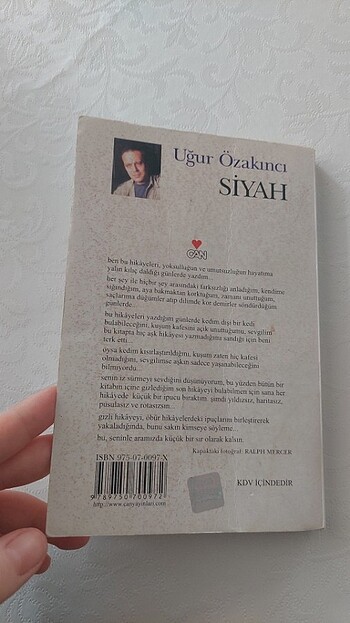 Uğur Özakıncı
SİYAH
CAN
ben bu hikâyeleri, yoksulluğun ve umutsuzluğun hayatıma
yalın kılıç daldığı günlerde yazdım...
her şey ile hiçbir şey arasındaki farksızlığı anladığım, kendime
sığındığım, aya bakmaktan korktuğum, zamanı unuttuğum,
saçlarıma düğümler atıp dilimde kor denizler söndürdüğüm
günlerde...
bu hikâyeleri yazdığım günlerde kedim dişi bir kedi
bulabileceğini, kuşum kafesini açık unuttuğumu, sevgilim
bu kitapta hiç aşk hikâyesi yazmadığımı sandığı için beni
terk etti...
oysa kedim kısırlaştırıldığını, kuşum zaten hiç kafesi
olmadığını, sevgilimse aşkın sadece yaşanabileceğini
bilmiyordu...
senin iz sürmeyi sevdiğini düşünüyorum, bu yüzden bütün bir
kitabın içine gizlediğim son hikâyeyi bulabilmen için sana her
hikâyede küçük bir ipucu bıraktım. şimdi yıldızsız, haritasız,
pusulasız ve rotasızsın...
gizli hikâyeyi, öbür hikâyelerdeki ipuçlarını birleştirerek
yakaladığında, bunu sakın kimseye söyleme...
bu, seninle aramızda küçük bir sır olarak kalsın.
Kapaktaki fotoğraf: RALPH MERCER
ISBN 975-07-0097-X
9789750700972
http://www.canyayinlari.com
KDV İÇİNDEDİR